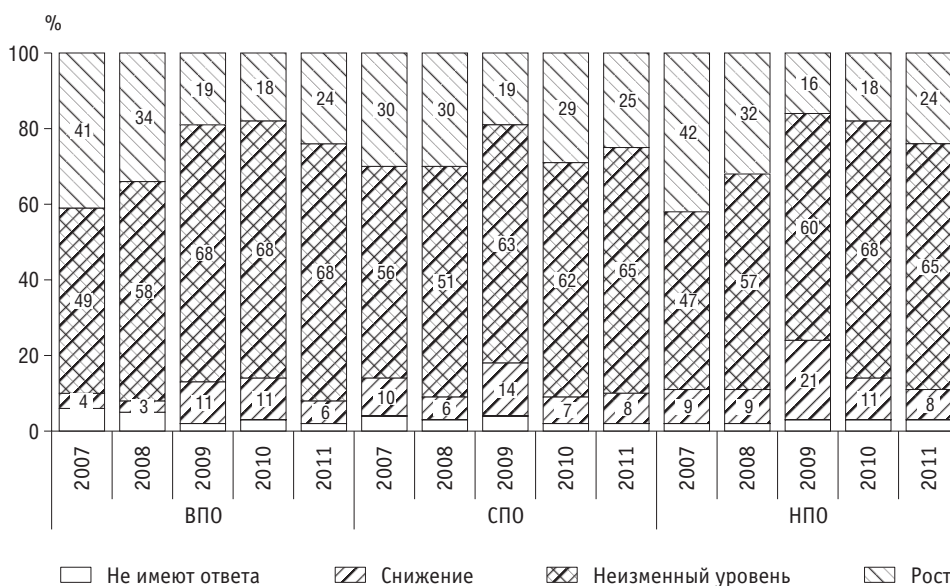 %
100
80
60
40
20
0
41 34 19 18 24 30 30 19 29 25 42 32 16 18 24
49 58 68 68 68 56 51 63 62 65 47 57 60 68 65
4 3 11 11 6 10 6 14 7 8 9 9 21 11 8
2007 2008 2009 2010 2011 2007 2008 2009 2010 2011 2007 2008 2009 2010 2011
ВПО СПО НПО
Не имеют ответа Снижение Неизменный уровень Рост